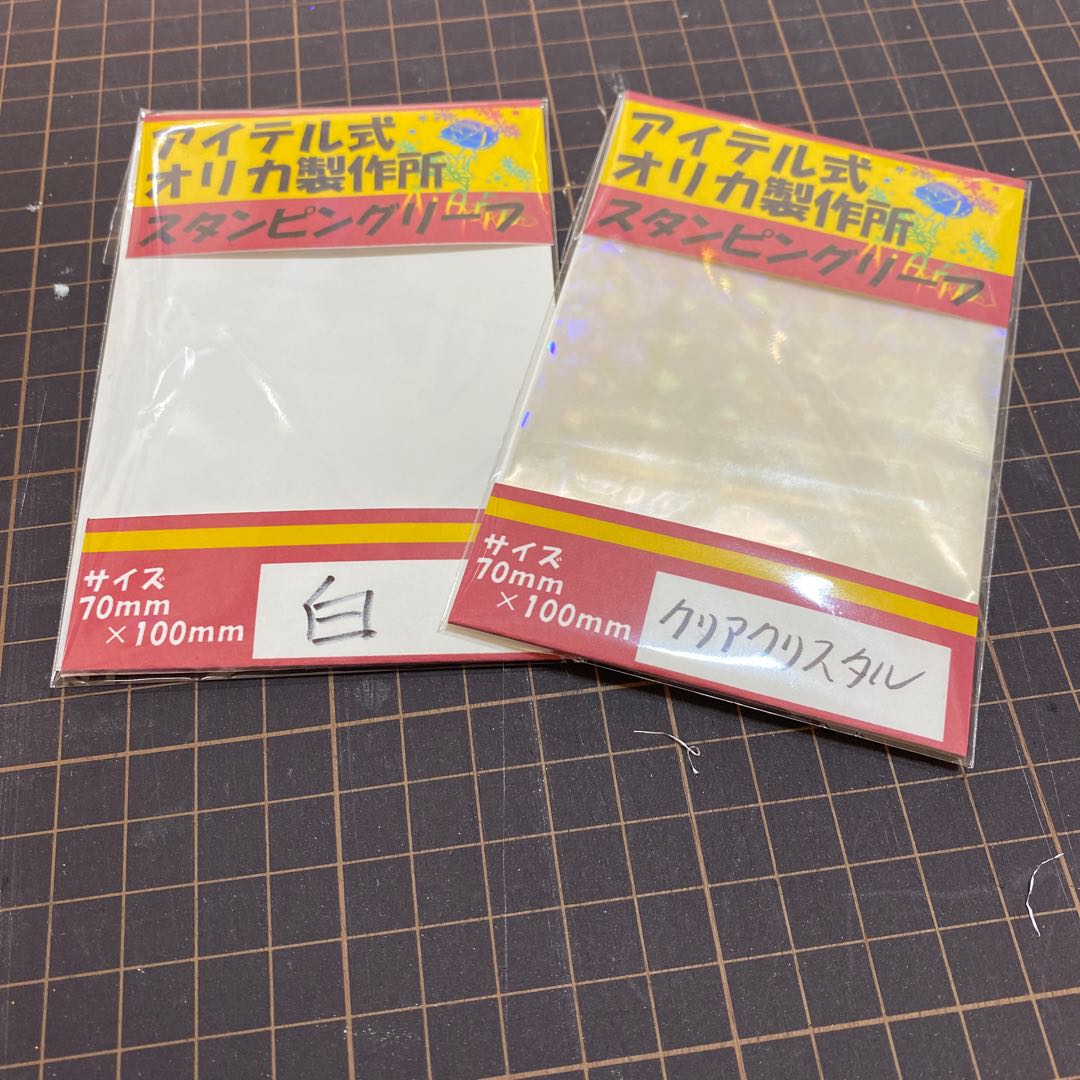 アイテル式
オリカ製作所
スタンピングリーフ
サイズ
70mm
×100mm
白
アイテル式
オリカ製作所
スタンピングリーフ
サイズ
70mm
×100mm
クリアクリスタル